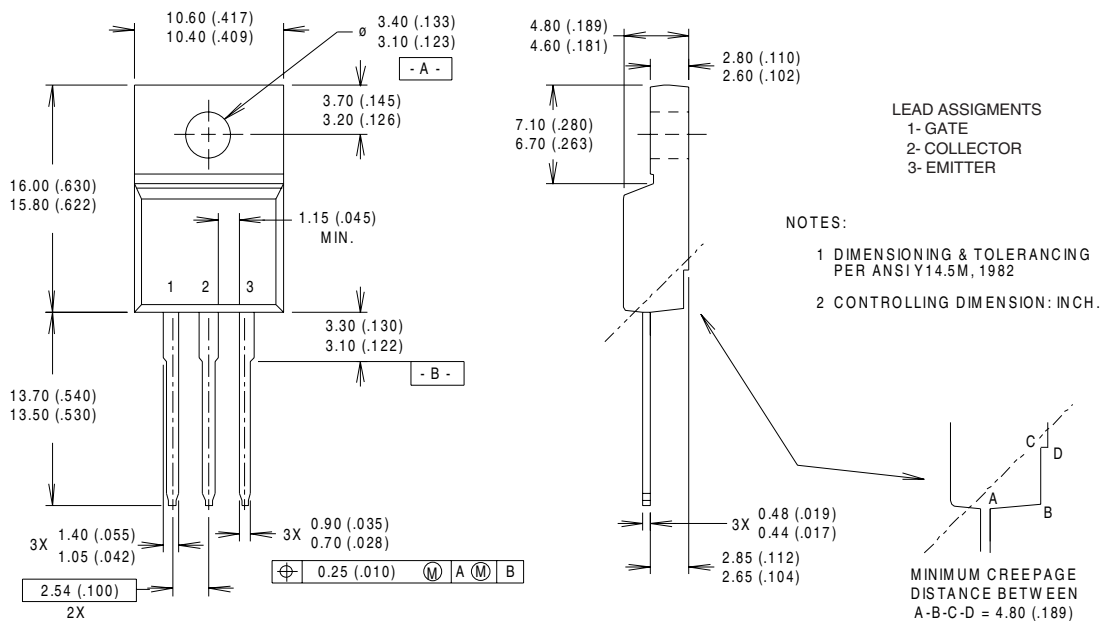 10.60 (.417)
10.40 (.409)
ø 3.40 (.133)
3.10 (.123)
- A -
3.70 (.145)
3.20 (.126)
16.00 (.630)
15.80 (.622)
1.15 (.045)
MIN.
1 2 3
3.30 (.130)
3.10 (.122)
- B -
13.70 (.540)
13.50 (.530)
3X 1.40 (.055)
1.05 (.042)
3X 0.90 (.035)
0.70 (.028)
0.25 (.010) Ⓜ A Ⓜ B
2.54 (.100)
2X
4.80 (.189)
4.60 (.181)
2.80 (.110)
2.60 (.102)
7.10 (.280)
6.70 (.263)
3X 0.48 (.019)
0.44 (.017)
2.85 (.112)
2.65 (.104)
LEAD ASSIGMENTS
1- GATE
2- COLLECTOR
3- EMITTER
NOTES:
1 DIMENSIONING & TOLERANCING
PER ANSI Y14.5M, 1982
2 CONTROLLING DIMENSION: INCH.
C
D
A
B
MINIMUM CREEPAGE
DISTANCE BETWEEN
A-B-C-D = 4.80 (.189)